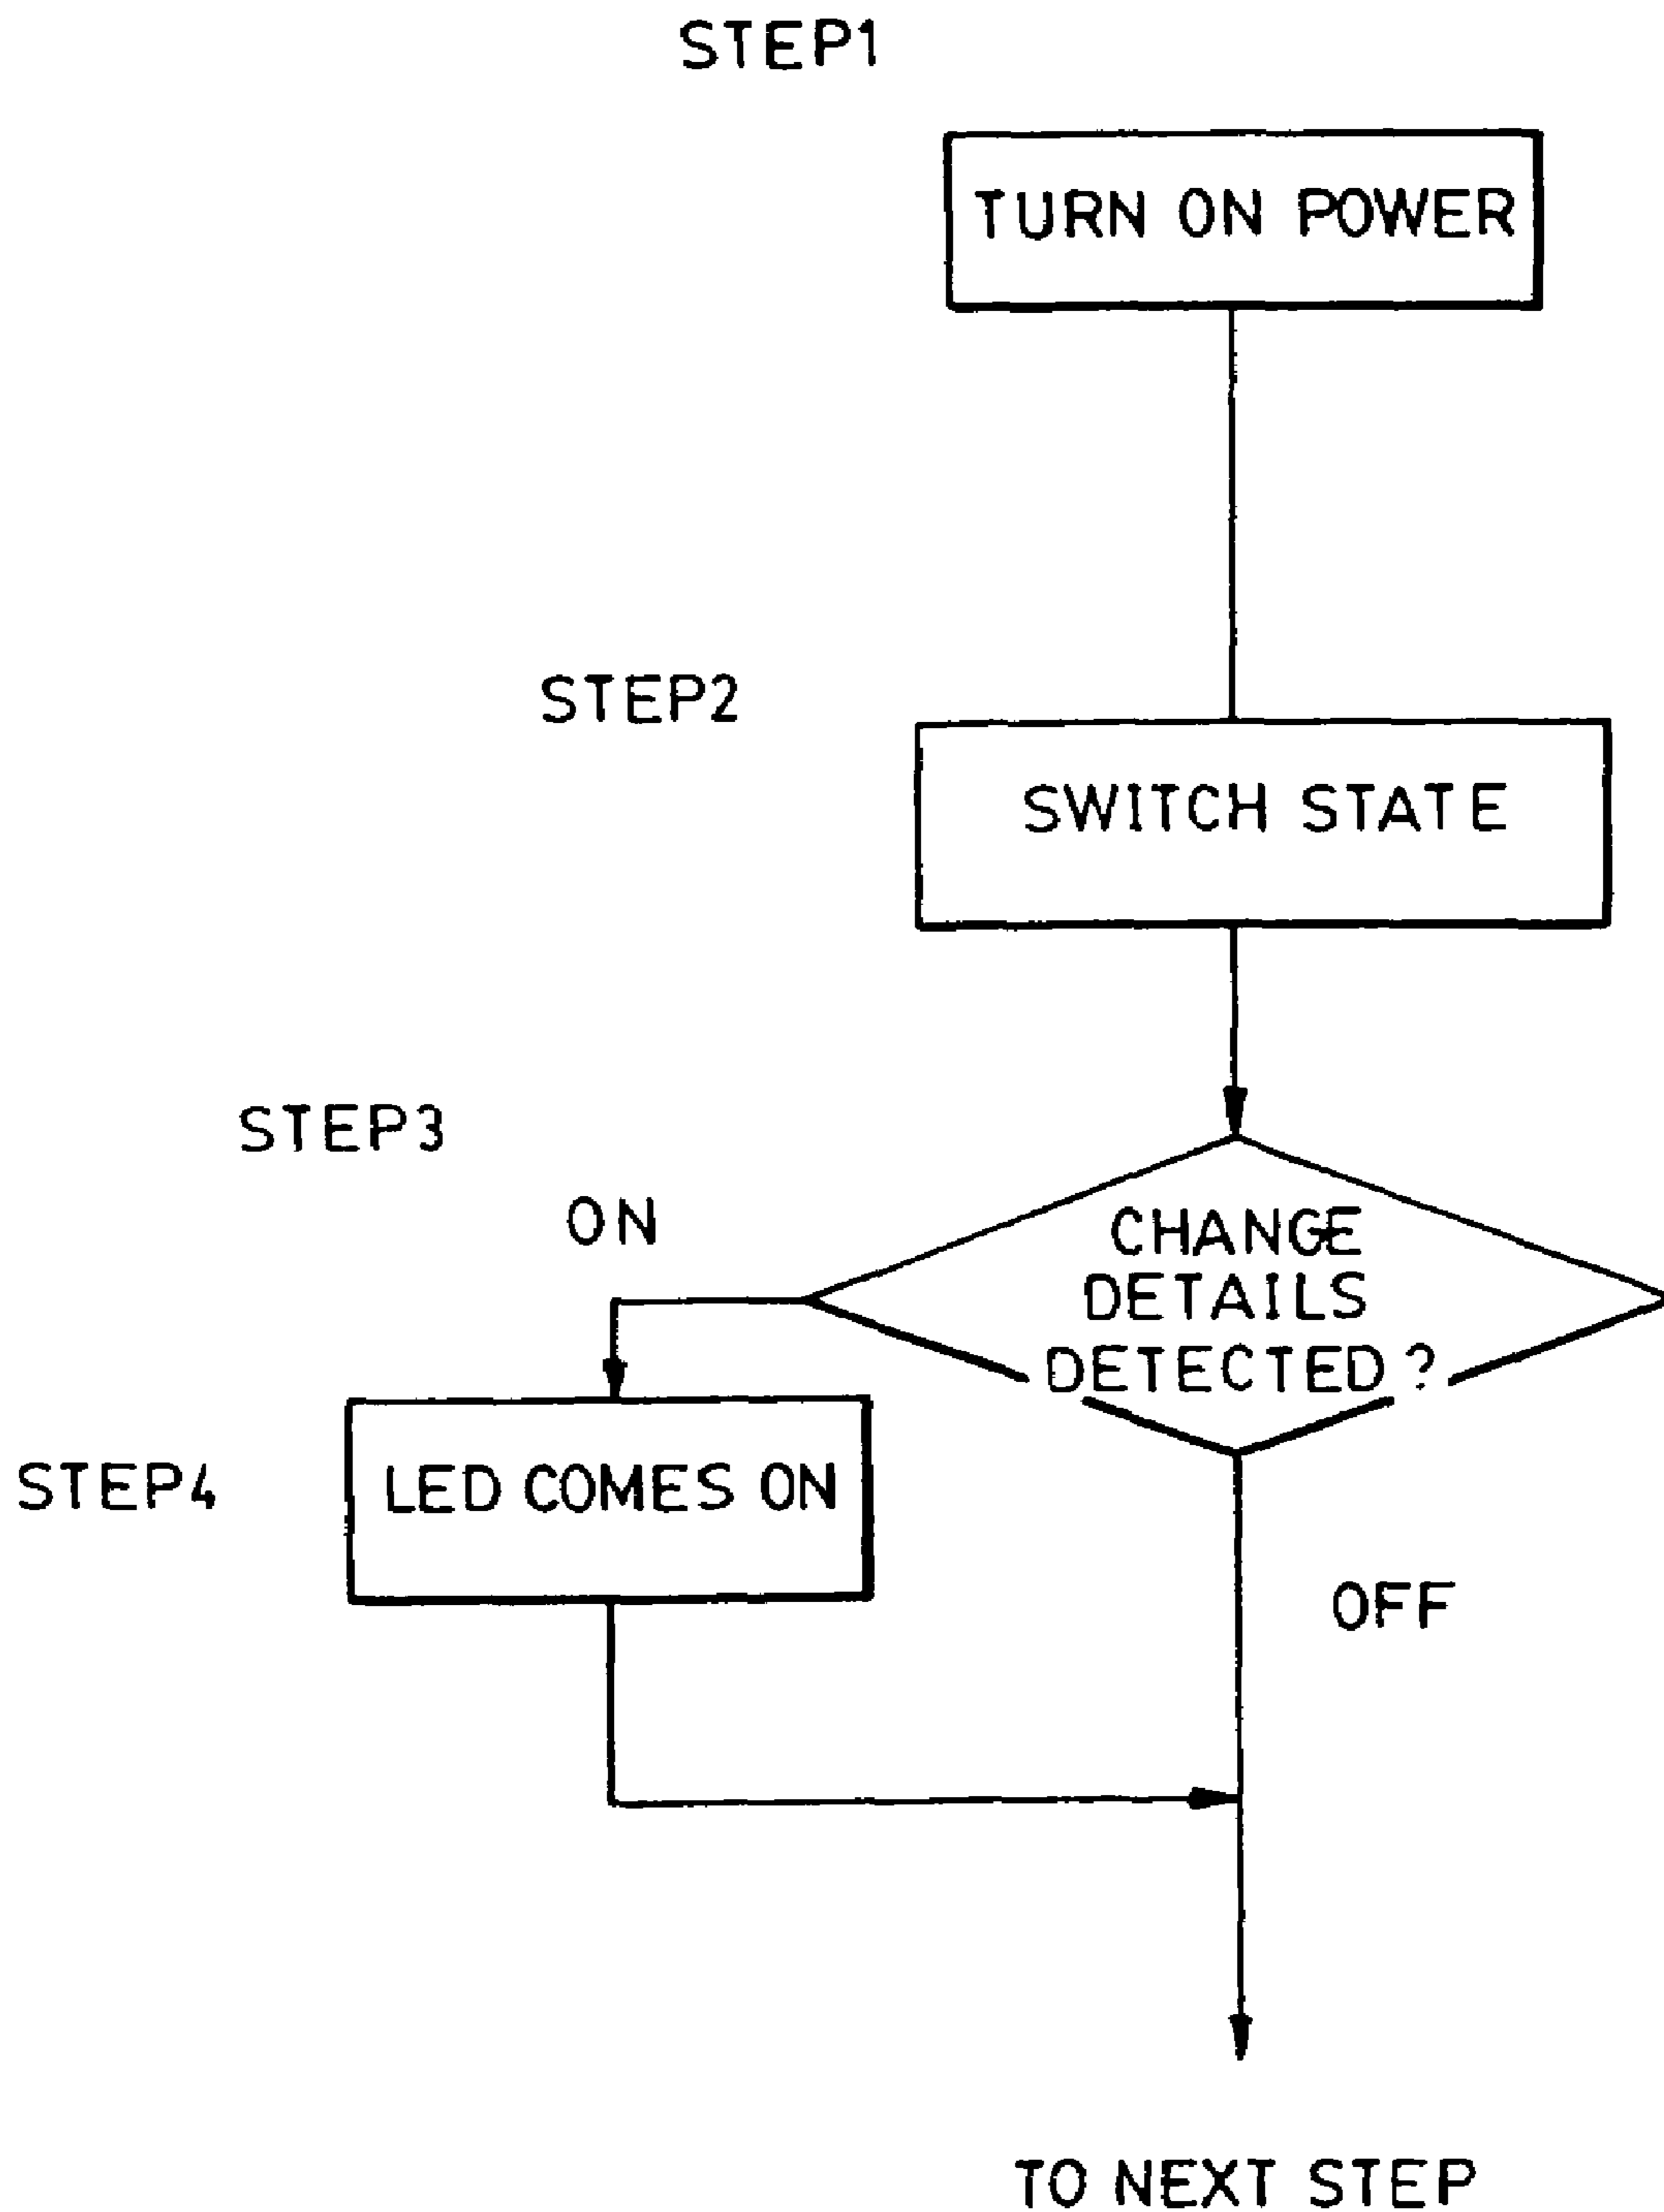 STEP1
TURN ON POWER
STEP2
SWITCH STATE
STEP3
ON
CHANGE
DETAILS
DETECTED?
STEP4
LED COMES ON
OFF
TO NEXT STEP